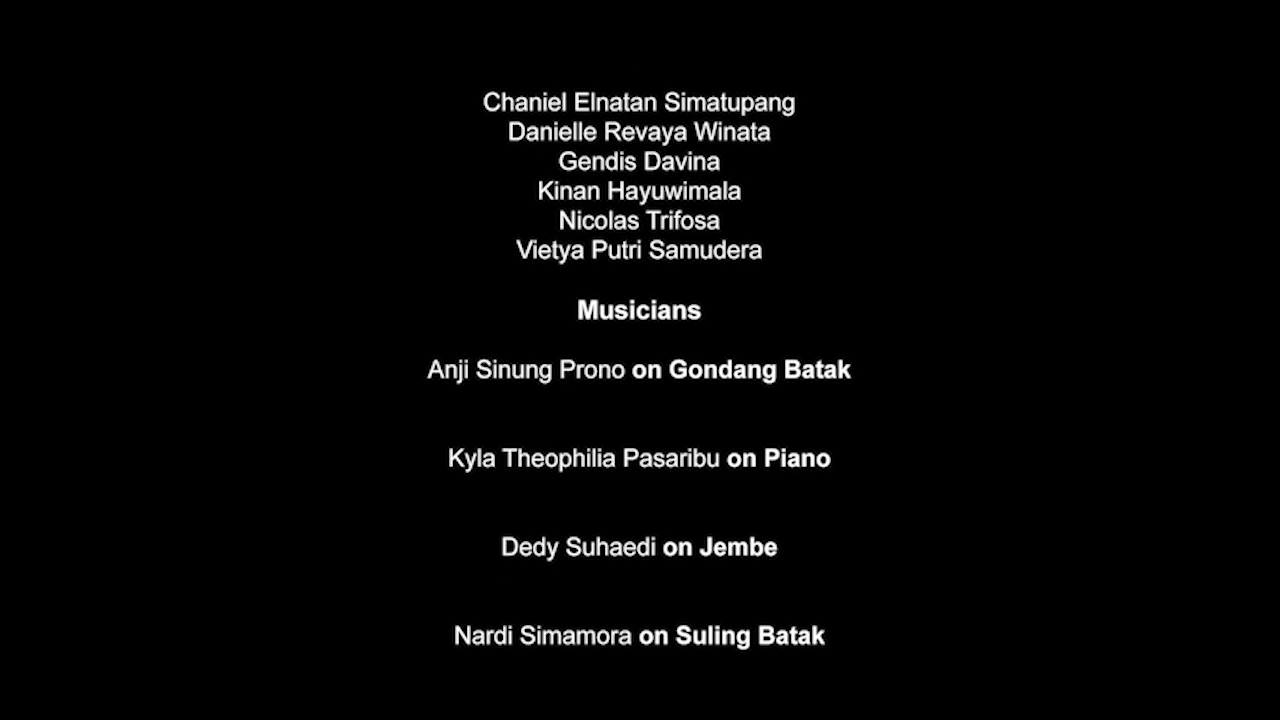 Chaniel Elnatan Simatupang
Danielle Revaya Winata
Gendis Davina
Kinan Hayuwimala
Nicolas Trifosa
Vietya Putri Samudera
Musicians
Anji Sinung Prono on Gondang Batak
Kyla Theophilia Pasaribu on Piano
Dedy Suhaedi on Jembe
Nardi Simamora on Suling Batak